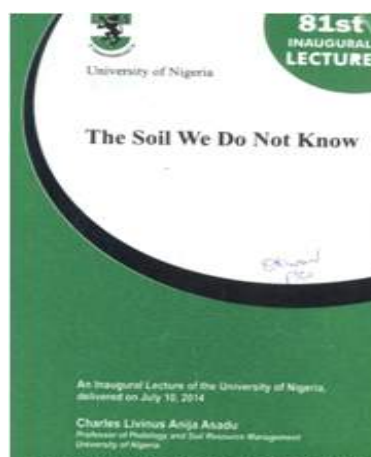 81st
INAUGURAL
LECTURE
University of Nigeria
The Soil We Do Not Know
An Inaugural Lecture of the University of Nigeria,
delivered on July 10, 2014
Charles Livinus Anija Asadu
Professor of Pedology and Soil Resource Management
University of Nigeria